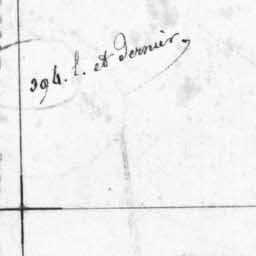 394. l. et dernier.